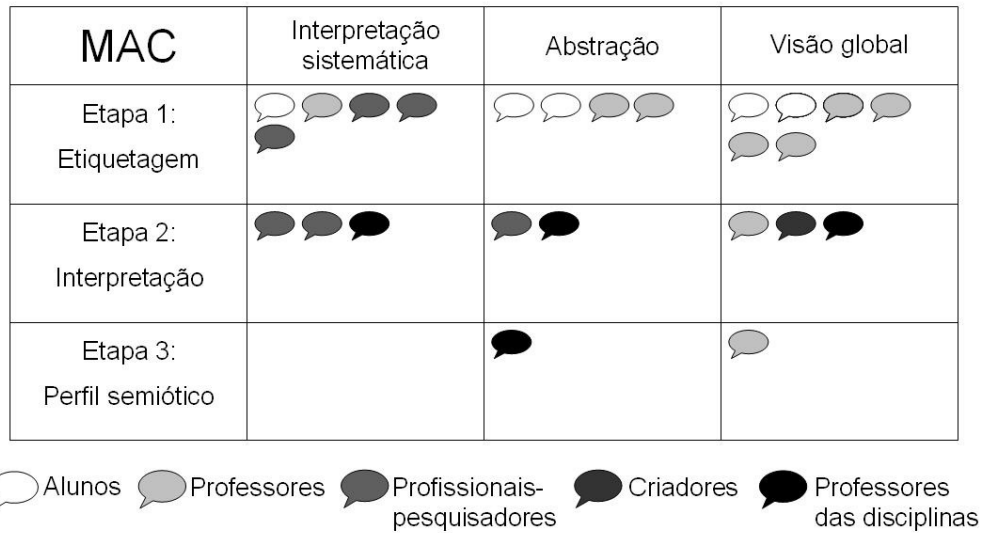 MAC
Interpretação
sistemática
Abstração
Visão global
Etapa 1:
Etiquetagem
Etapa 2:
Interpretação
Etapa 3:
Perfil semiótico
Alunos
Professores
Profissionais-
pesquisadores
Criadores
Professores
das disciplinas